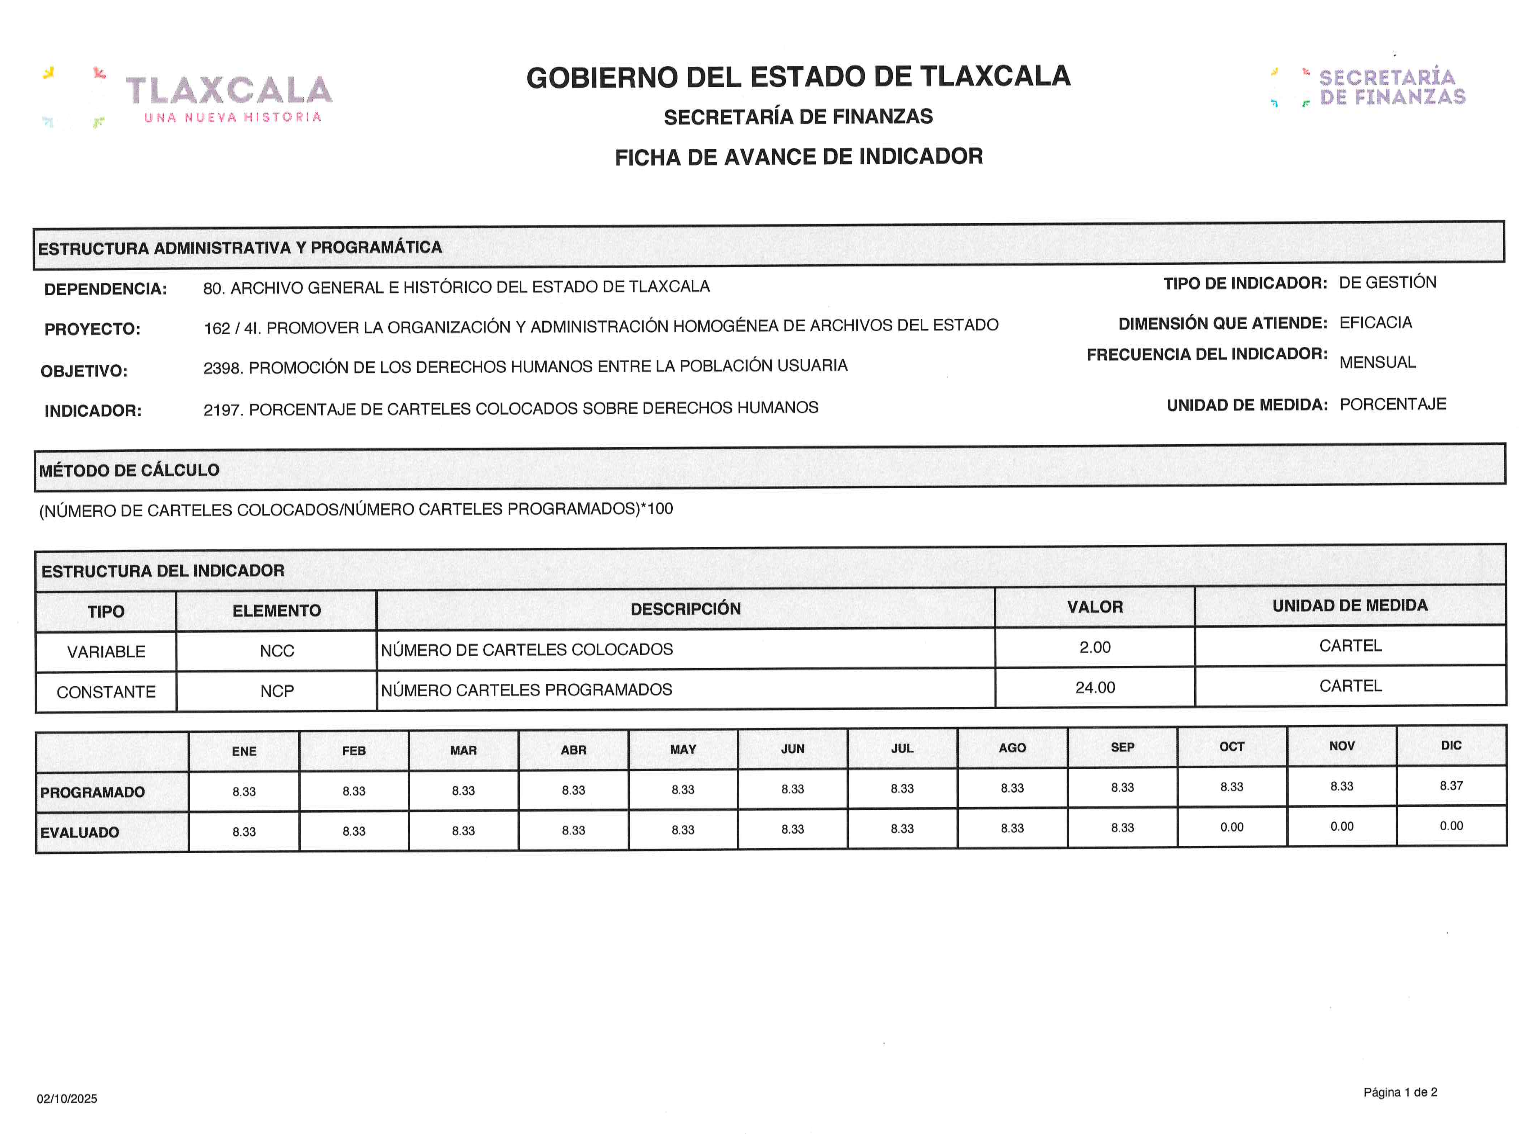 TLAXCALA
UNA NUEVA HISTORIA
GOBIERNO DEL ESTADO DE TLAXCALA
SECRETARÍA DE FINANZAS
FICHA DE AVANCE DE INDICADOR
SECRETARÍA
DE FINANZAS
ESTRUCTURA ADMINISTRATIVA Y PROGRAMÁTICA
DEPENDENCIA: 80. ARCHIVO GENERAL E HISTÓRICO DEL ESTADO DE TLAXCALA TIPO DE INDICADOR: DE GESTIÓN
PROYECTO: 162 / 4I. PROMOVER LA ORGANIZACIÓN Y ADMINISTRACIÓN HOMOGÉNEA DE ARCHIVOS DEL ESTADO DIMENSIÓN QUE ATIENDE: EFICACIA
OBJETIVO: 2398. PROMOCIÓN DE LOS DERECHOS HUMANOS ENTRE LA POBLACIÓN USUARIA FRECUENCIA DEL INDICADOR: MENSUAL
INDICADOR: 2197. PORCENTAJE DE CARTELES COLOCADOS SOBRE DERECHOS HUMANOS UNIDAD DE MEDIDA: PORCENTAJE
MÉTODO DE CÁLCULO
(NÚMERO DE CARTELES COLOCADOS/NÚMERO CARTELES PROGRAMADOS)*100
ESTRUCTURA DEL INDICADOR
TIPO ELEMENTO DESCRIPCIÓN VALOR UNIDAD DE MEDIDA
VARIABLE NCC NÚMERO DE CARTELES COLOCADOS 2.00 CARTEL
CONSTANTE NCP NÚMERO CARTELES PROGRAMADOS 24.00 CARTEL
ENE FEB MAR ABR MAY JUN JUL AGO SEP OCT NOV DIC
PROGRAMADO 8.33 8.33 8.33 8.33 8.33 8.33 8.33 8.33 8.33 8.33 8.33 8.37
EVALUADO 8.33 8.33 8.33 8.33 8.33 8.33 8.33 8.33 8.33 0.00 0.00 0.00
02/10/2025 Página 1 de 2